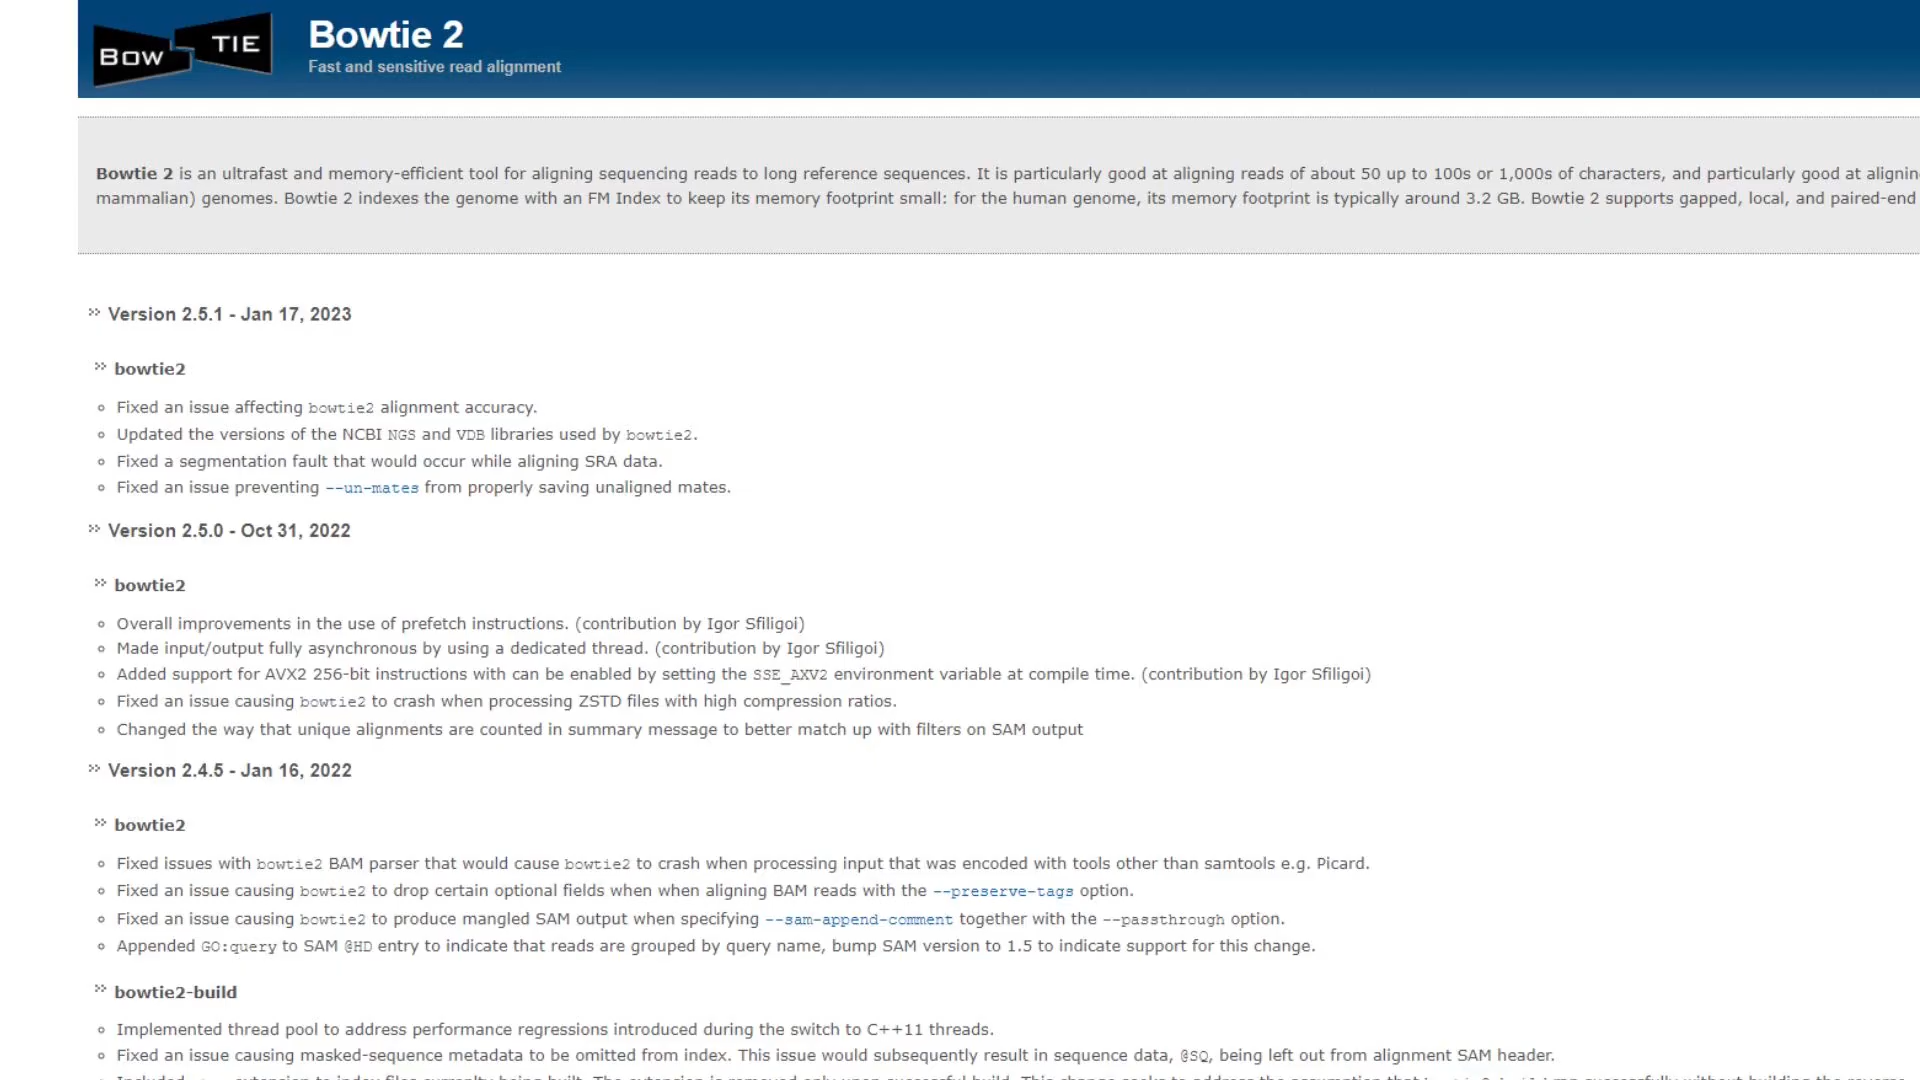 BOW TIE
Bowtie 2
Fast and sensitive read alignment
Bowtie 2 is an ultrafast and memory-efficient tool for aligning sequencing reads to long reference sequences. It is particularly good at aligning reads of about 50 up to 100s or 1,000s of characters, and particularly good at
mammalian) genomes. Bowtie 2 indexes the genome with an FM Index to keep its memory footprint small: for the human genome, its memory footprint is typically around 3.2 GB. Bowtie 2 supports gapped, local, and paired-end
Version 2.5.1 - Jan 17, 2023
bowtie2
Fixed an issue affecting bowtie2 alignment accuracy.
Updated the versions of the NCBI NGS and VDB libraries used by bowtie2.
Fixed a segmentation fault that would occur while aligning SRA data.
Fixed an issue preventing --un-mates from properly saving unaligned mates.
Version 2.5.0 - Oct 31, 2022
bowtie2
Overall improvements in the use of prefetch instructions. (contribution by Igor Sfiligoi)
Made input/output fully asynchronous by using a dedicated thread. (contribution by Igor Sfiligoi)
Added support for AVX2 256-bit instructions with can be enabled by setting the SSE_AXV2 environment variable at compile time. (contribution by Igor Sfiligoi)
Fixed an issue causing bowtie2 to crash when processing ZSTD files with high compression ratios.
Changed the way that unique alignments are counted in summary message to better match up with filters on SAM output
Version 2.4.5 - Jan 16, 2022
bowtie2
Fixed issues with bowtie2 BAM parser that would cause bowtie2 to crash when processing input that was encoded with tools other than samtools e.g. Picard.
Fixed an issue causing bowtie2 to drop certain optional fields when when aligning BAM reads with the --preserve-tags option.
Fixed an issue causing bowtie2 to produce mangled SAM output when specifying --sam-append-comment together with the --passthrough option.
Appended GO:query to SAM @HD entry to indicate that reads are grouped by query name, bump SAM version to 1.5 to indicate support for this change.
bowtie2-build
Implemented thread pool to address performance regressions introduced during the switch to C++11 threads.
Fixed an issue causing masked-sequence metadata to be omitted from index. This issue would subsequently result in sequence data, @SQ, being left out from alignment SAM header.